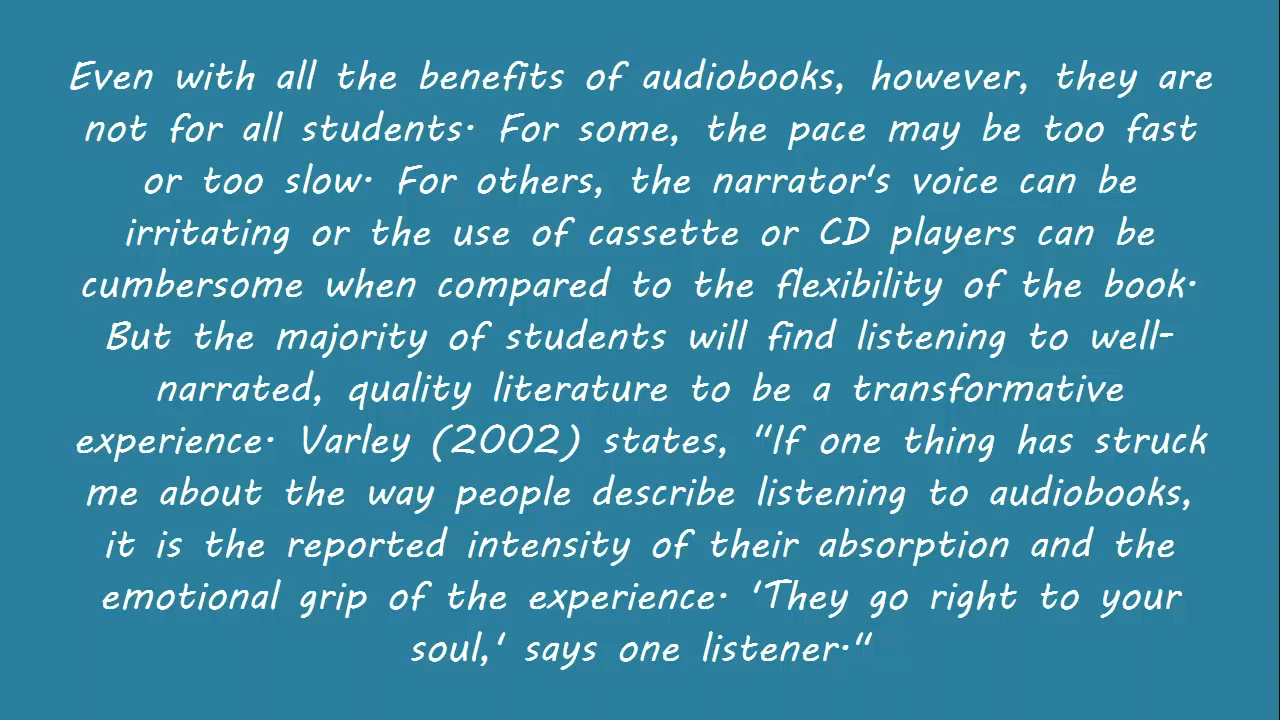 Even with all the benefits of audiobooks, however, they are
not for all students. For some, the pace may be too fast
or too slow. For others, the narrator's voice can be
irritating or the use of cassette or CD players can be
cumbersome when compared to the flexibility of the book.
But the majority of students will find listening to well-
narrated, quality literature to be a transformative
experience. Varley (2002) states, "If one thing has struck
me about the way people describe listening to audiobooks,
it is the reported intensity of their absorption and the
emotional grip of the experience. 'They go right to your
soul,' says one listener."